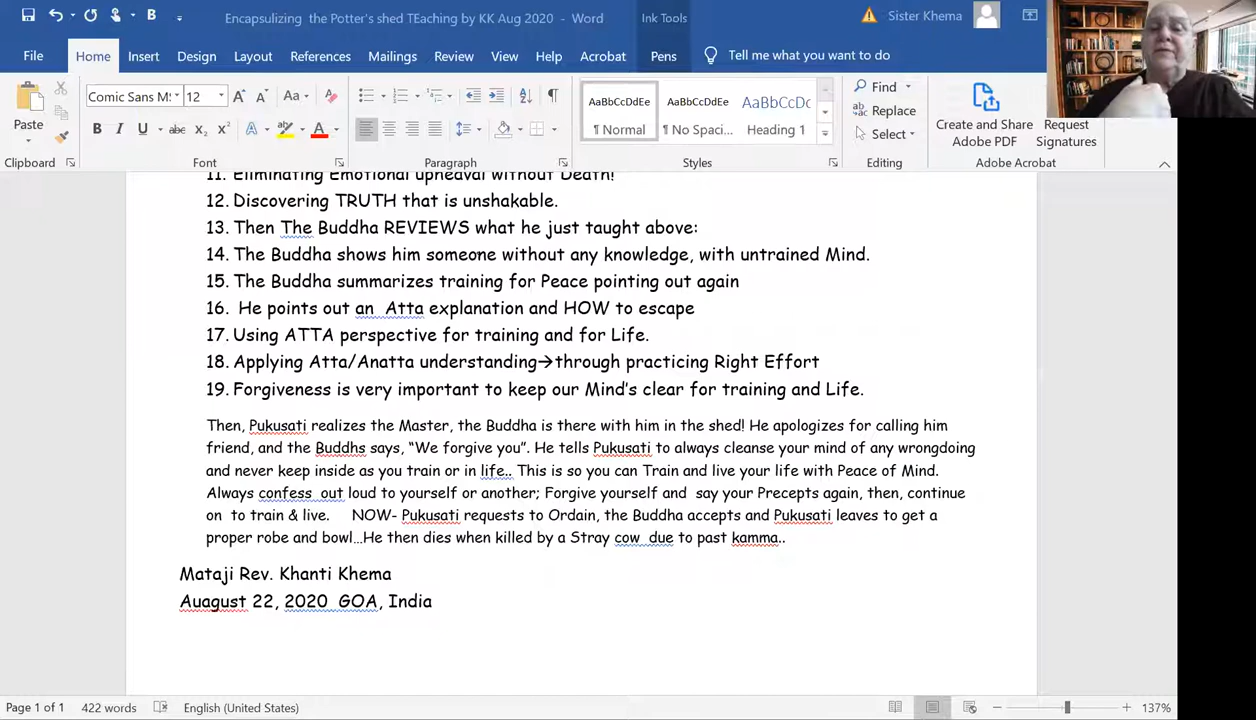 Encapsulizing the Potter's shed TEaching by KK Aug 2020 - Word
Ink Tools
Sister Khema
File Home Insert Design Layout References Mailings Review View Help Acrobat Pens Tell me what you want to do
Paste
Comic Sans M
12
Aa
B I U abc x₂ x²
AaBbCcDdEe
¶ Normal
AaBbCcDdEe
¶ No Spaci...
AaBbCcDc
Heading 1
Find
Replace
Select
Create and Share
Adobe PDF
Request
Signatures
Clipboard Font Paragraph Styles Editing Adobe Acrobat
11. Eliminating Emotional upheaval without Death!
12. Discovering TRUTH that is unshakable.
13. Then The Buddha REVIEWS what he just taught above:
14. The Buddha shows him someone without any knowledge, with untrained Mind.
15. The Buddha summarizes training for Peace pointing out again
16. He points out an Atta explanation and HOW to escape
17. Using ATTA perspective for training and for Life.
18. Applying Atta/Anatta understanding→through practicing Right Effort
19. Forgiveness is very important to keep our Mind's clear for training and Life.
Then, Pukusati realizes the Master, the Buddha is there with him in the shed! He apologizes for calling him
friend, and the Buddhs says, "We forgive you". He tells Pukusati to always cleanse your mind of any wrongdoing
and never keep inside as you train or in life.. This is so you can Train and live your life with Peace of Mind.
Always confess out loud to yourself or another; Forgive yourself and say your Precepts again, then, continue
on to train & live. NOW- Pukusati requests to Ordain, the Buddha accepts and Pukusati leaves to get a
proper robe and bowl...He then dies when killed by a Stray cow due to past kamma..
Mataji Rev. Khanti Khema
Auagust 22, 2020 GOA, India
Page 1 of 1 422 words English (United States) 137%